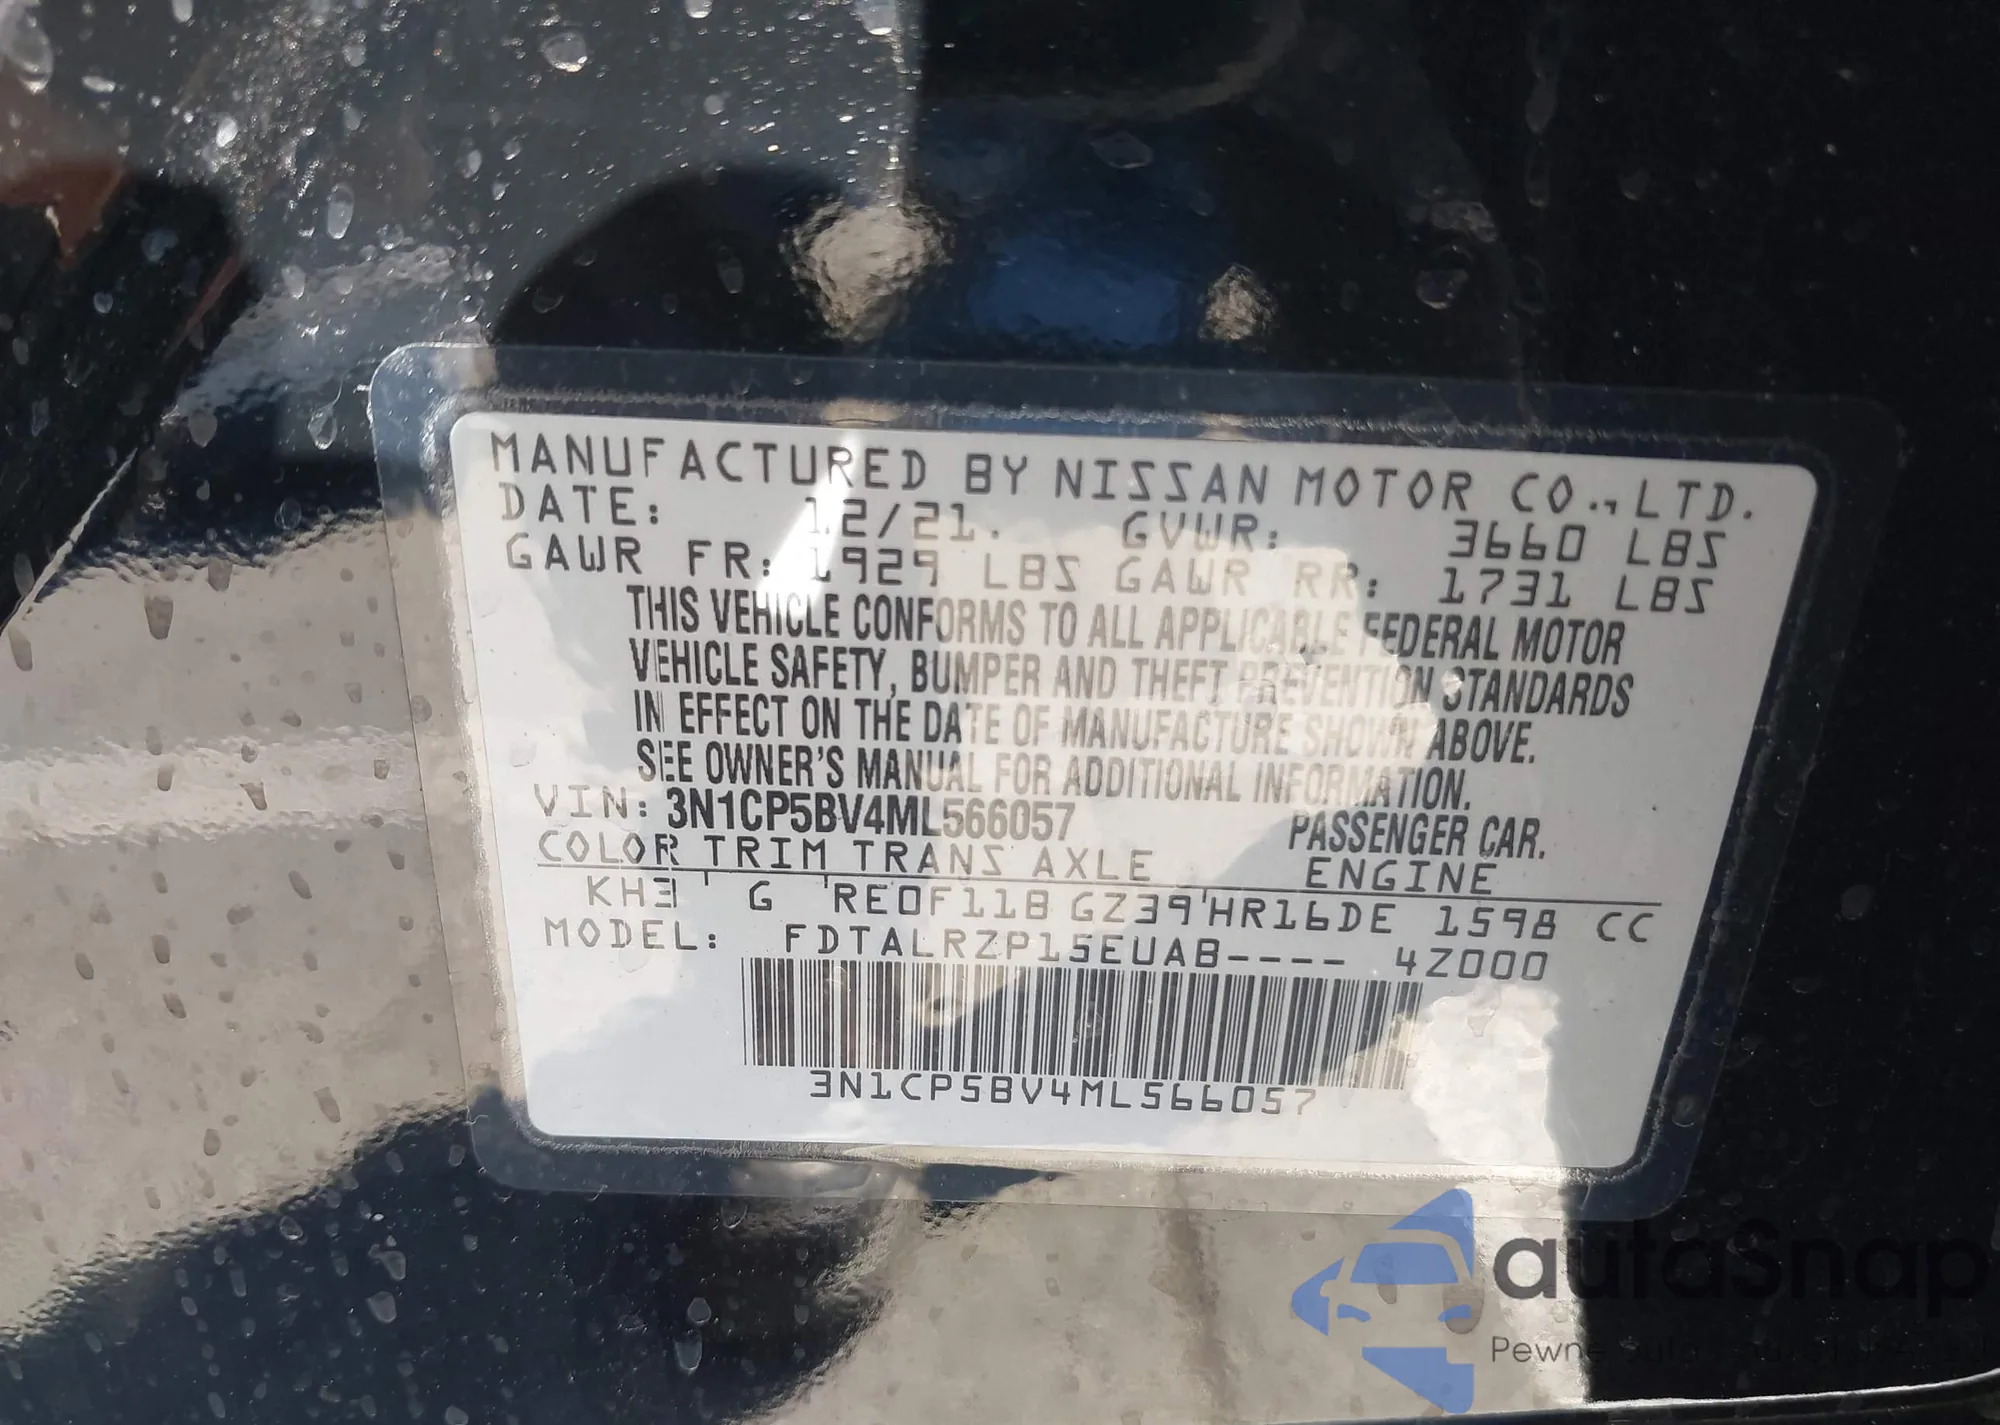 MANUFACTURED BY NISSAN MOTOR CO., LTD.
DATE: 12/21. GVWR: 3660 LBS
GAWR FR: 1929 LBS GAWR RR: 1731 LBS
THIS VEHICLE CONFORMS TO ALL APPLICABLE FEDERAL MOTOR
VEHICLE SAFETY, BUMPER AND THEFT PREVENTION STANDARDS
IN EFFECT ON THE DATE OF MANUFACTURE SHOWN ABOVE.
SEE OWNER'S MANUAL FOR ADDITIONAL INFORMATION.
VIN: 3N1CP5BV4ML566057 PASSENGER CAR.
COLOR TRIM TRANS AXLE ENGINE
KH3 G RE0F11B GZ39 HR16DE 1598 CC
MODEL: FDTALRZP15EUAB---- 4Z000
3N1CP5BV4ML566057
autasnap
Pewne auta